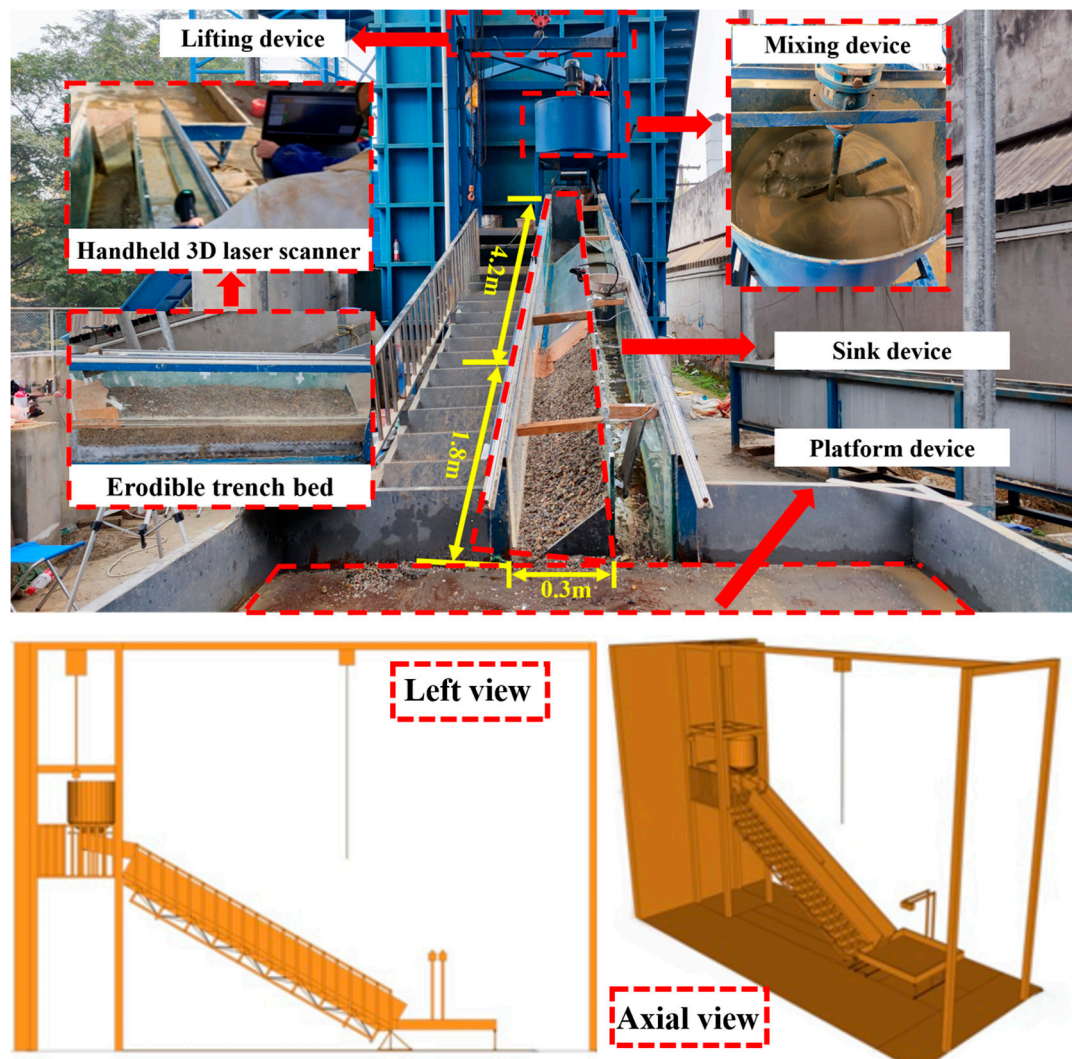 Lifting device
Mixing device
Handheld 3D laser scanner
4.2m
Sink device
Erodible trench bed
1.8m
Platform device
0.3m
Left view
Axial view